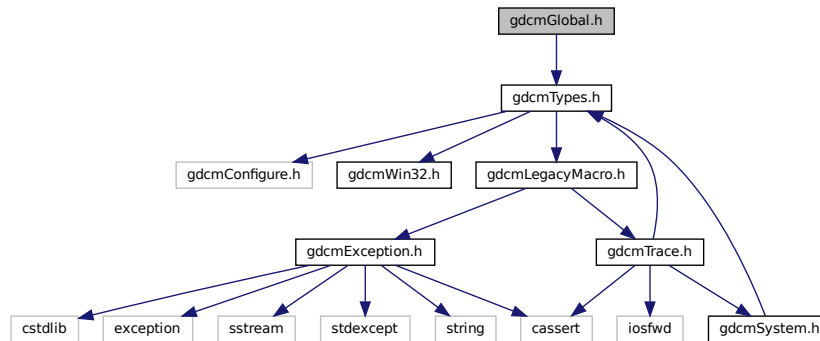 gdcmGlobal.h
gdcmTypes.h
gdcmConfigure.h
gdcmWin32.h
gdcmLegacyMacro.h
gdcmException.h
gdcmTrace.h
cstdlib
exception
sstream
stdexcept
string
cassert
iosfwd
gdcmSystem.h